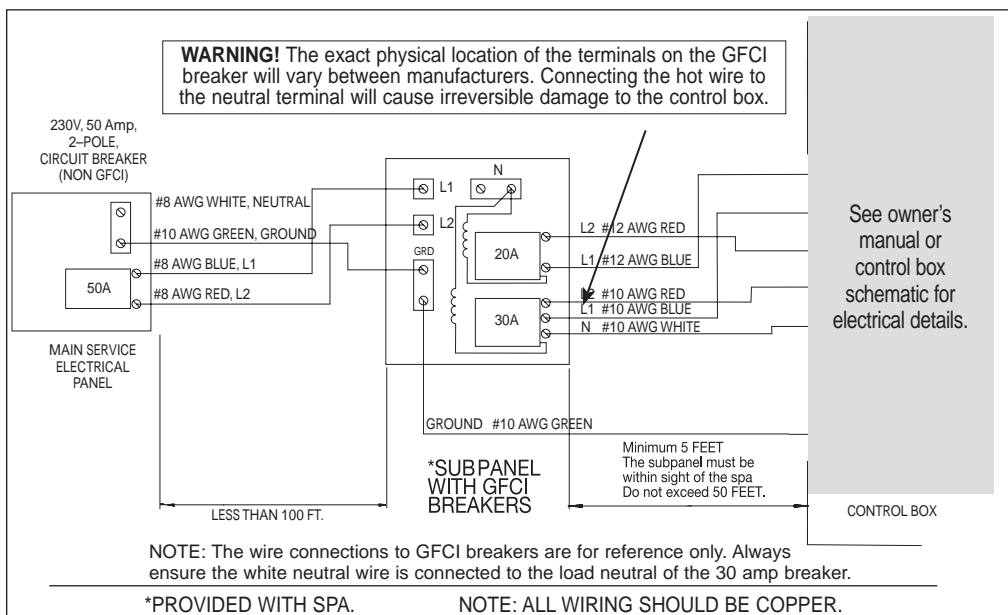 WARNING! The exact physical location of the terminals on the GFCI
breaker will vary between manufacturers. Connecting the hot wire to
the neutral terminal will cause irreversible damage to the control box.
230V, 50 Amp,
2–POLE,
CIRCUIT BREAKER
(NON GFCI)
#8 AWG WHITE, NEUTRAL
#10 AWG GREEN, GROUND
#8 AWG BLUE, L1
#8 AWG RED, L2
50A
MAIN SERVICE
ELECTRICAL
PANEL
N
L1
L2
GRD
20A
30A
L2 #12 AWG RED
L1 #12 AWG BLUE
L2 #10 AWG RED
L1 #10 AWG BLUE
N #10 AWG WHITE
GROUND #10 AWG GREEN
See owner's
manual or
control box
schematic for
electrical details.
*SUBPANEL
WITH GFCI
BREAKERS
Minimum 5 FEET
The subpanel must be
within sight of the spa
Do not exceed 50 FEET.
LESS THAN 100 FT.
CONTROL BOX
NOTE: The wire connections to GFCI breakers are for reference only. Always
ensure the white neutral wire is connected to the load neutral of the 30 amp breaker.
*PROVIDED WITH SPA. NOTE: ALL WIRING SHOULD BE COPPER.